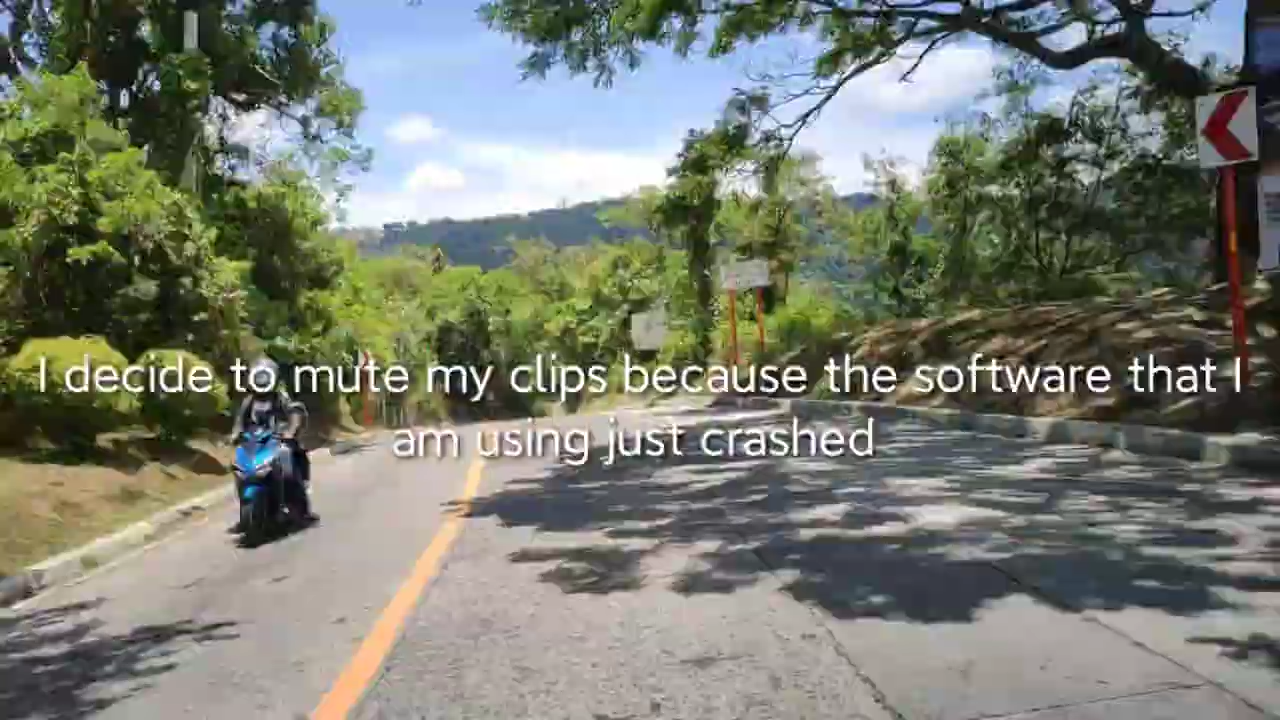 I decide to mute my clips because the software that I
am using just crashed